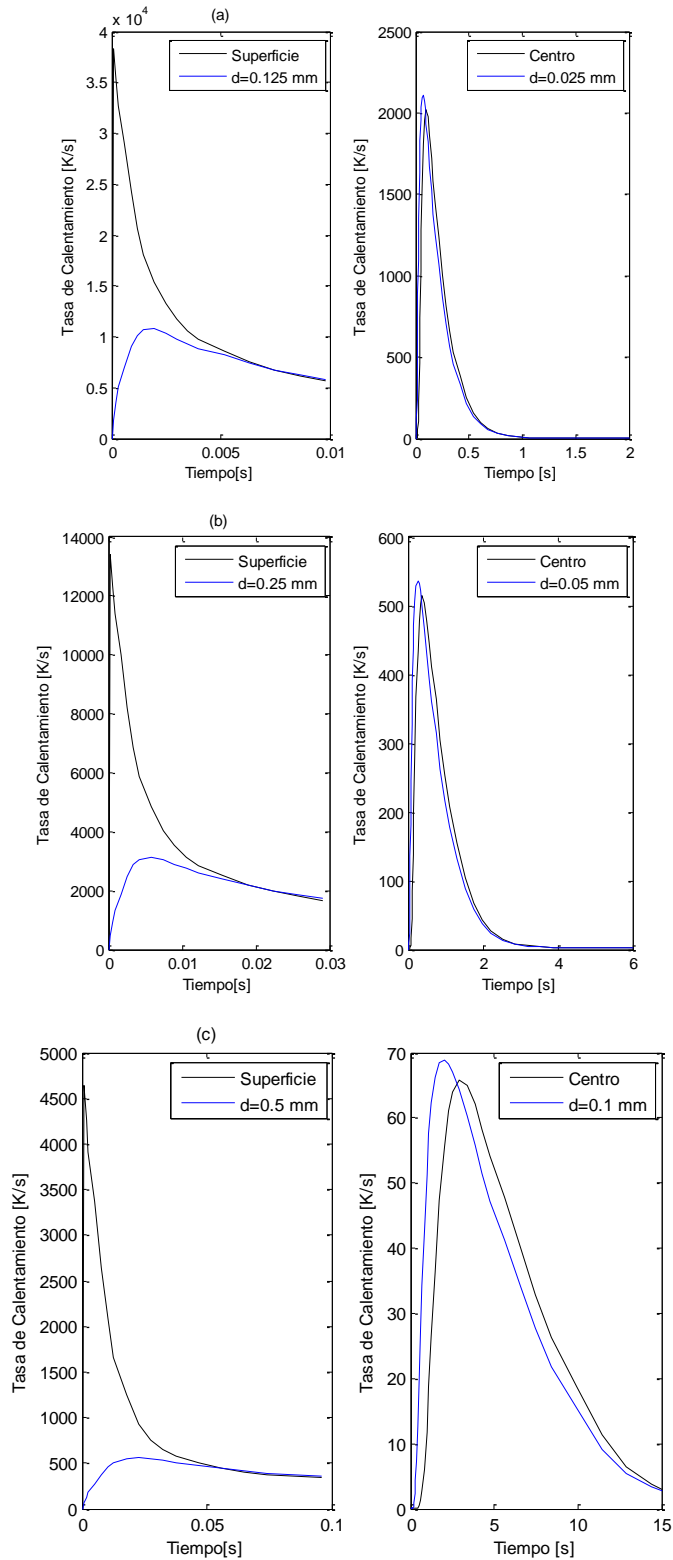 (a)
x 10⁴
Tasa de Calentamiento [K/s]
4
3.5
3
2.5
2
1.5
1
0.5
0
Superficie
d=0.125 mm
0
0.005
0.01
Tiempo[s]
Tasa de Calentamiento [K/s]
2500
2000
1500
1000
500
0
Centro
d=0.025 mm
0
0.5
1
1.5
2
Tiempo [s]
(b)
Tasa de Calentamiento [K/s]
14000
12000
10000
8000
6000
4000
2000
0
Superficie
d=0.25 mm
0
0.01
0.02
0.03
Tiempo[s]
Tasa de Calentamiento [K/s]
600
500
400
300
200
100
0
Centro
d=0.05 mm
0
2
4
6
Tiempo [s]
(c)
Tasa de Calentamiento [K/s]
5000
4500
4000
3500
3000
2500
2000
1500
1000
500
0
Superficie
d=0.5 mm
0
0.05
0.1
Tiempo[s]
Tasa de Calentamiento [K/s]
70
60
50
40
30
20
10
0
Centro
d=0.1 mm
0
5
10
15
Tiempo [s]